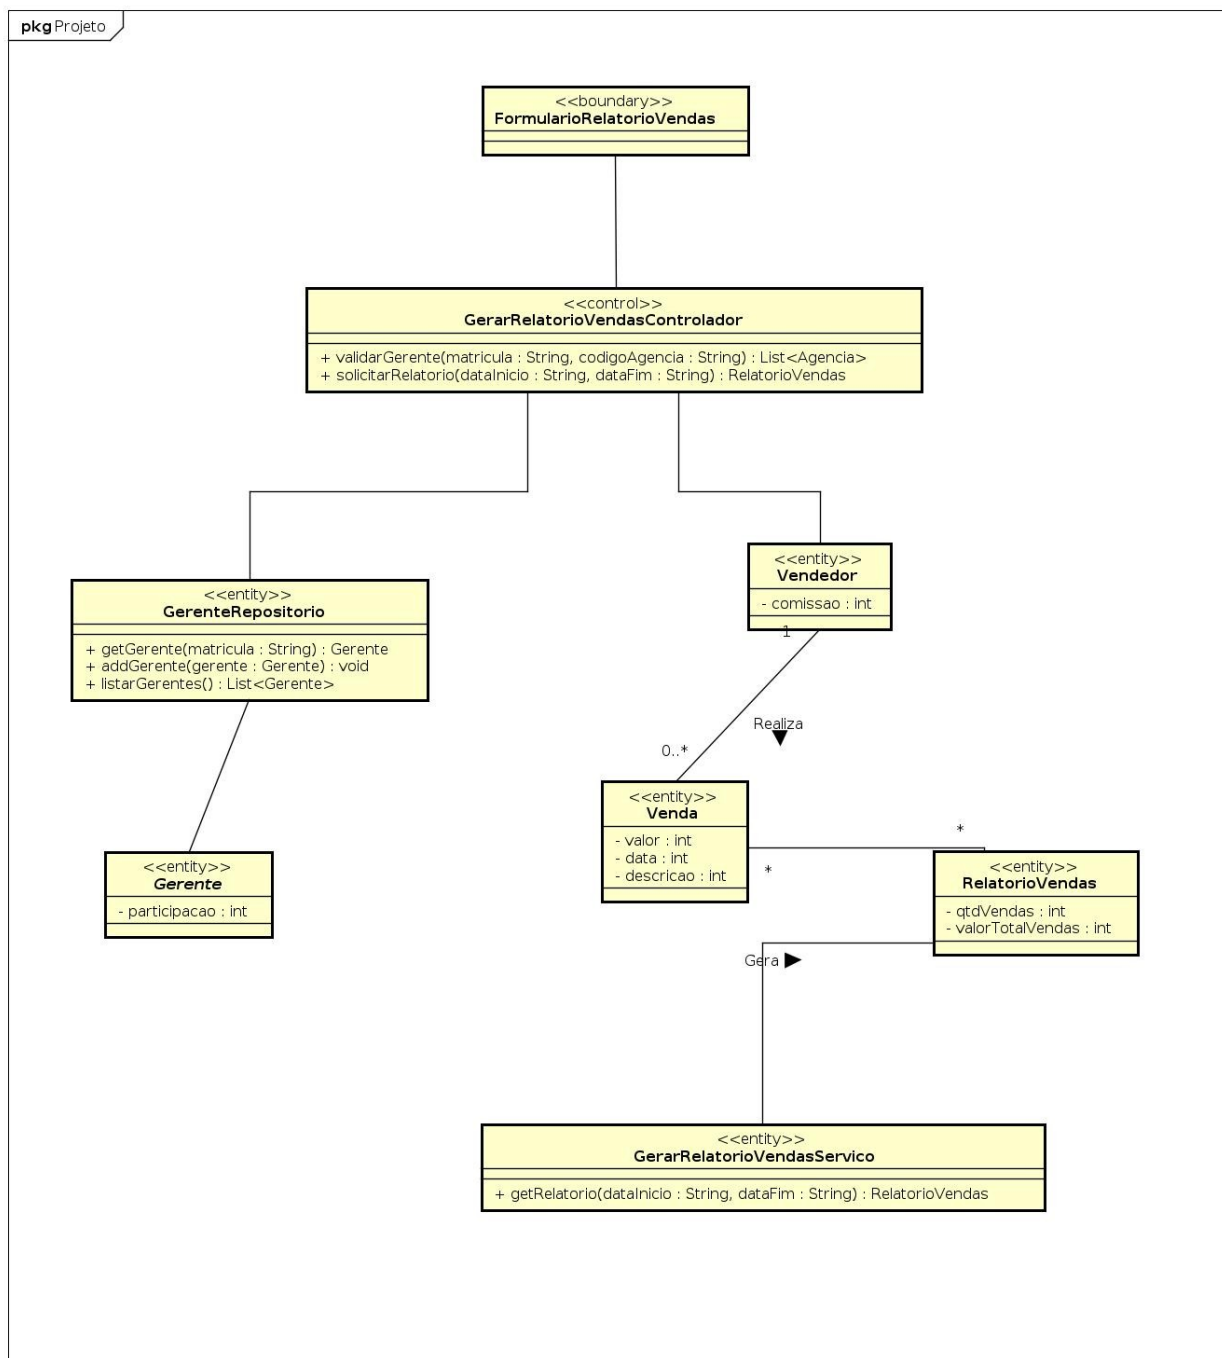 pkg Projeto
<<boundary>>
FormularioRelatorioVendas
<<control>>
GerarRelatorioVendasControlador
+ validarGerente(matricula : String, codigoAgencia : String) : List<Agencia>
+ solicitarRelatorio(dataInicio : String, dataFim : String) : RelatorioVendas
<<entity>>
Vendedor
- comissao : int
1
<<entity>>
GerenteRepositorio
+ getGerente(matricula : String) : Gerente
+ addGerente(gerente : Gerente) : void
+ listarGerentes() : List<Gerente>
Realiza
0..*
<<entity>>
Venda
- valor : int
- data : int
- descricao : int
*
*
<<entity>>
Gerente
- participacao : int
<<entity>>
RelatorioVendas
- qtdVendas : int
- valorTotalVendas : int
Gera
<<entity>>
GerarRelatorioVendasServico
+ getRelatorio(dataInicio : String, dataFim : String) : RelatorioVendas